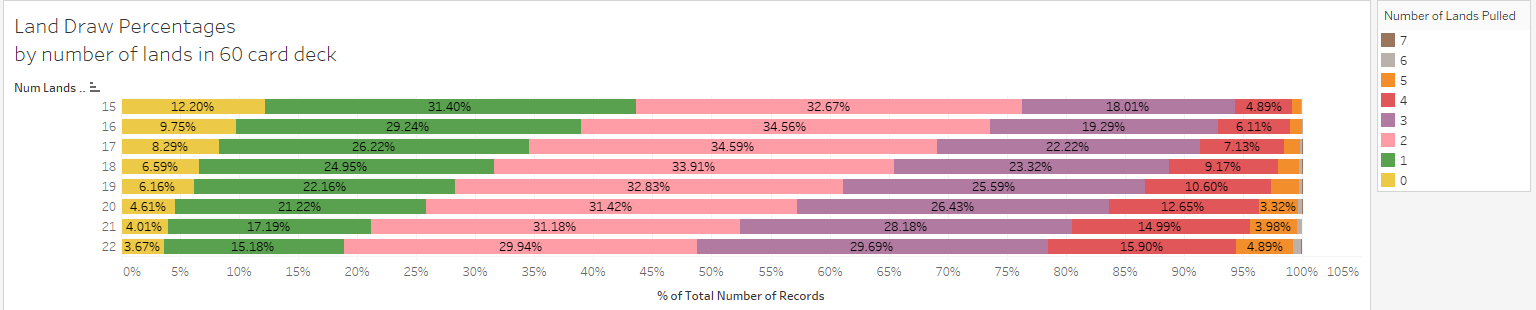 Land Draw Percentages
by number of lands in 60 card deck
Num Lands ..
15 12.20% 31.40% 32.67% 18.01% 4.89%
16 9.75% 29.24% 34.56% 19.29% 6.11%
17 8.29% 26.22% 34.59% 22.22% 7.13%
18 6.59% 24.95% 33.91% 23.32% 9.17%
19 6.16% 22.16% 32.83% 25.59% 10.60%
20 4.61% 21.22% 31.42% 26.43% 12.65% 3.32%
21 4.01% 17.19% 31.18% 28.18% 14.99% 3.98%
22 3.67% 15.18% 29.94% 29.69% 15.90% 4.89%
0% 5% 10% 15% 20% 25% 30% 35% 40% 45% 50% 55% 60% 65% 70% 75% 80% 85% 90% 95% 100% 105%
% of Total Number of Records
Number of Lands Pulled
7
6
5
4
3
2
1
0